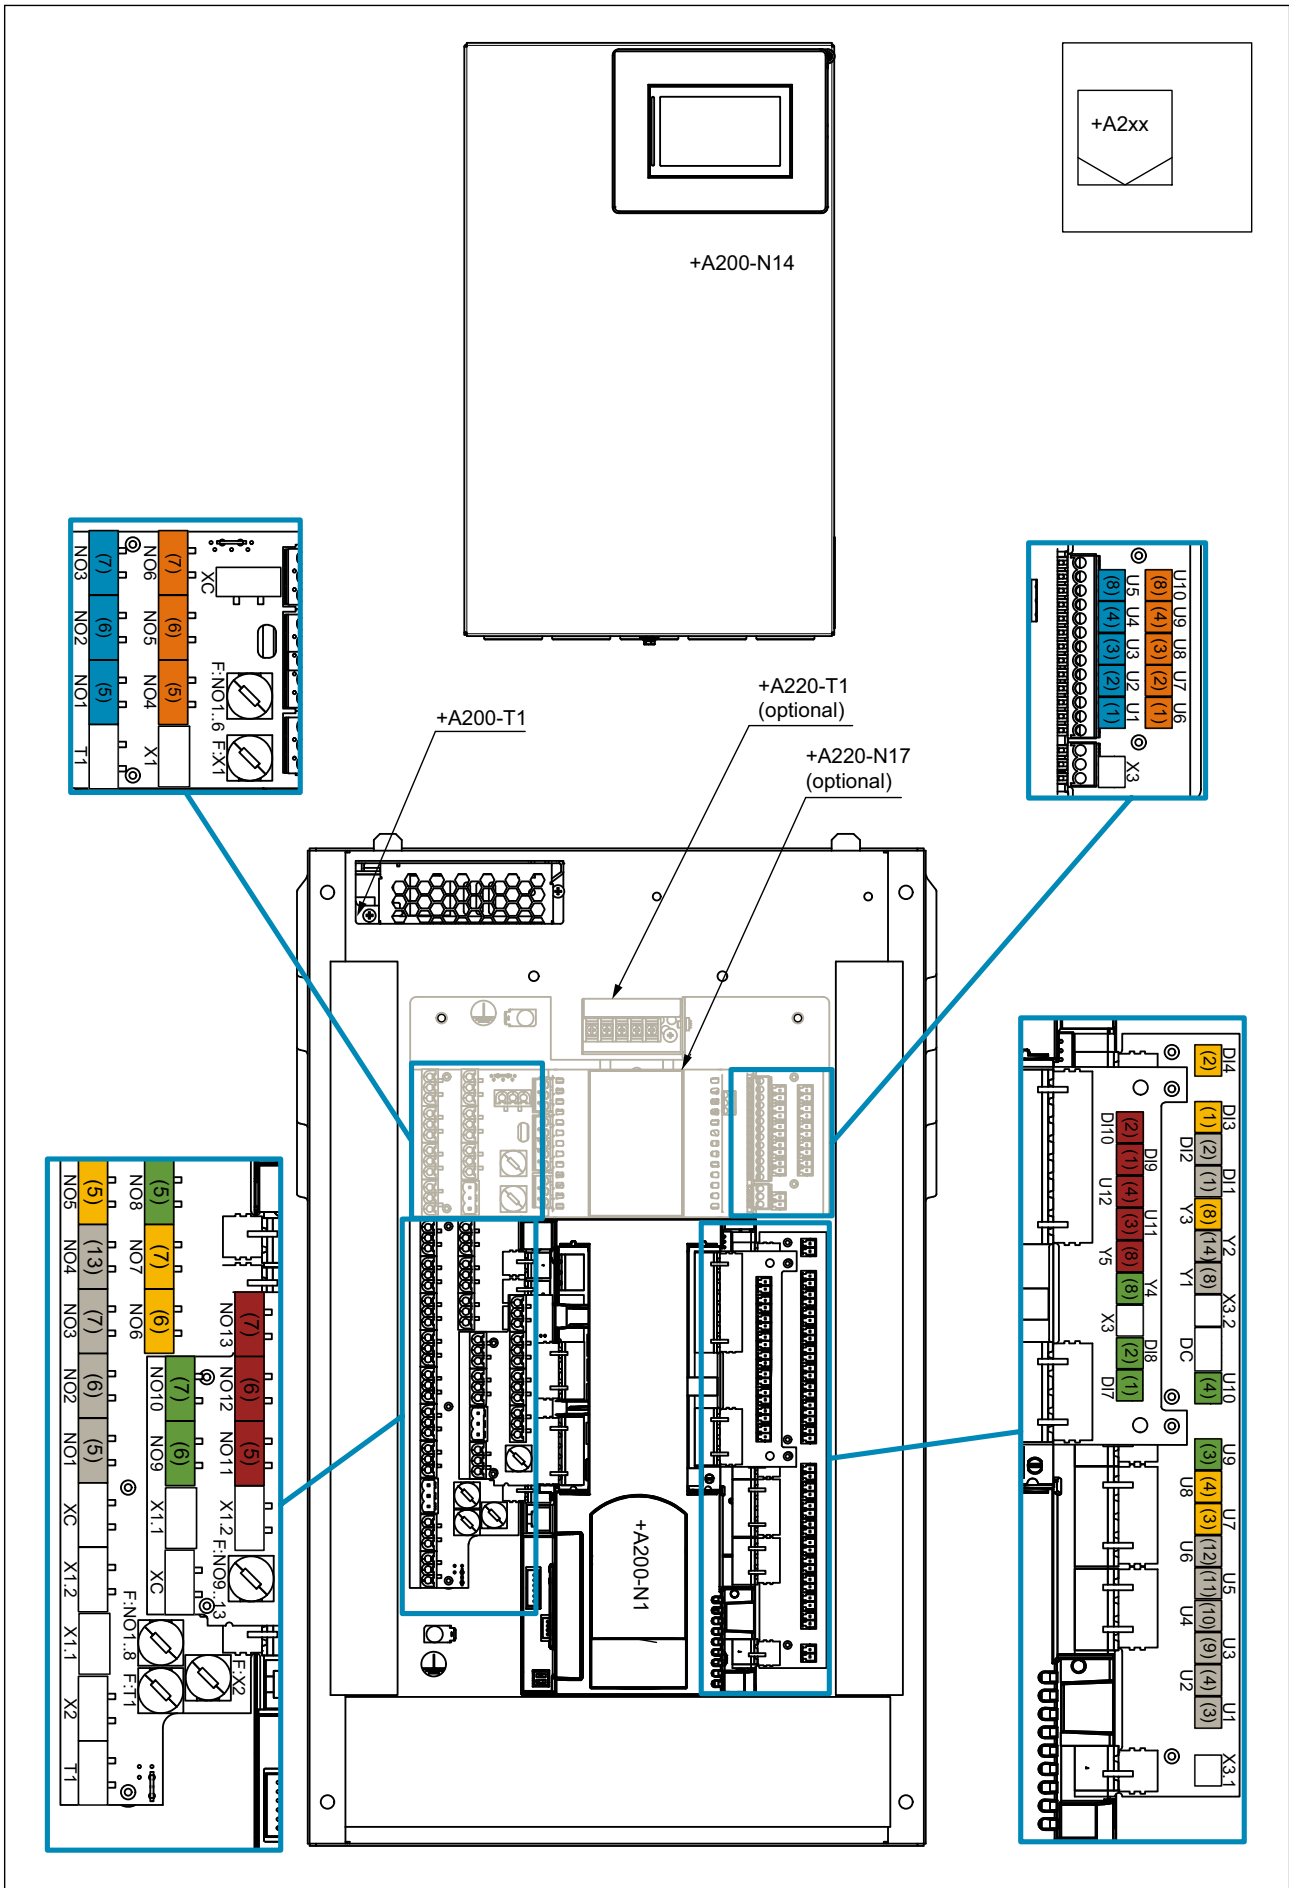 +A2xx
+A200-N14
+A220-T1
(optional)
+A200-T1
+A220-N17
(optional)
(7) (6) (5)
NO3 NO2 NO1 T1
(7) (6) (5)
NO6 NO5 NO4 X1
XC
F:NO1..6
F:X1
U10 U9 U8 U7 U6
(8) (4) (3) (2) (1)
U5 U4 U3 U2 U1
(8) (4) (3) (2) (1)
X3
(5) (13) (7) (6) (5)
NO5 NO4 NO3 NO2 NO1 XC X1.2 X1.1 X2 T1
(5) (7) (6)
NO8 NO7 NO6
(7) (6)
NO10 NO9 X1.1 XC
(7) (6) (5)
NO13 NO12 NO11 X1.2
F:NO9..13
F:NO1..8
F:T1
F:X2
+A200-N1
DI4
(2)
DI3 DI2 DI1 Y3 Y2 Y1 X3.2 DC U10
(1) (2) (1) (8) (14) (8) (4)
DI10 DI9 U12 U11 Y5 Y4 X3 DI8 DI7
(2) (1) (4) (3) (8) (8) (2) (1)
U9 U8 U7 U6 U5 U4 U3 U2 U1
(3) (4) (3) (12) (11) (10) (9) (4) (3)
X3.1